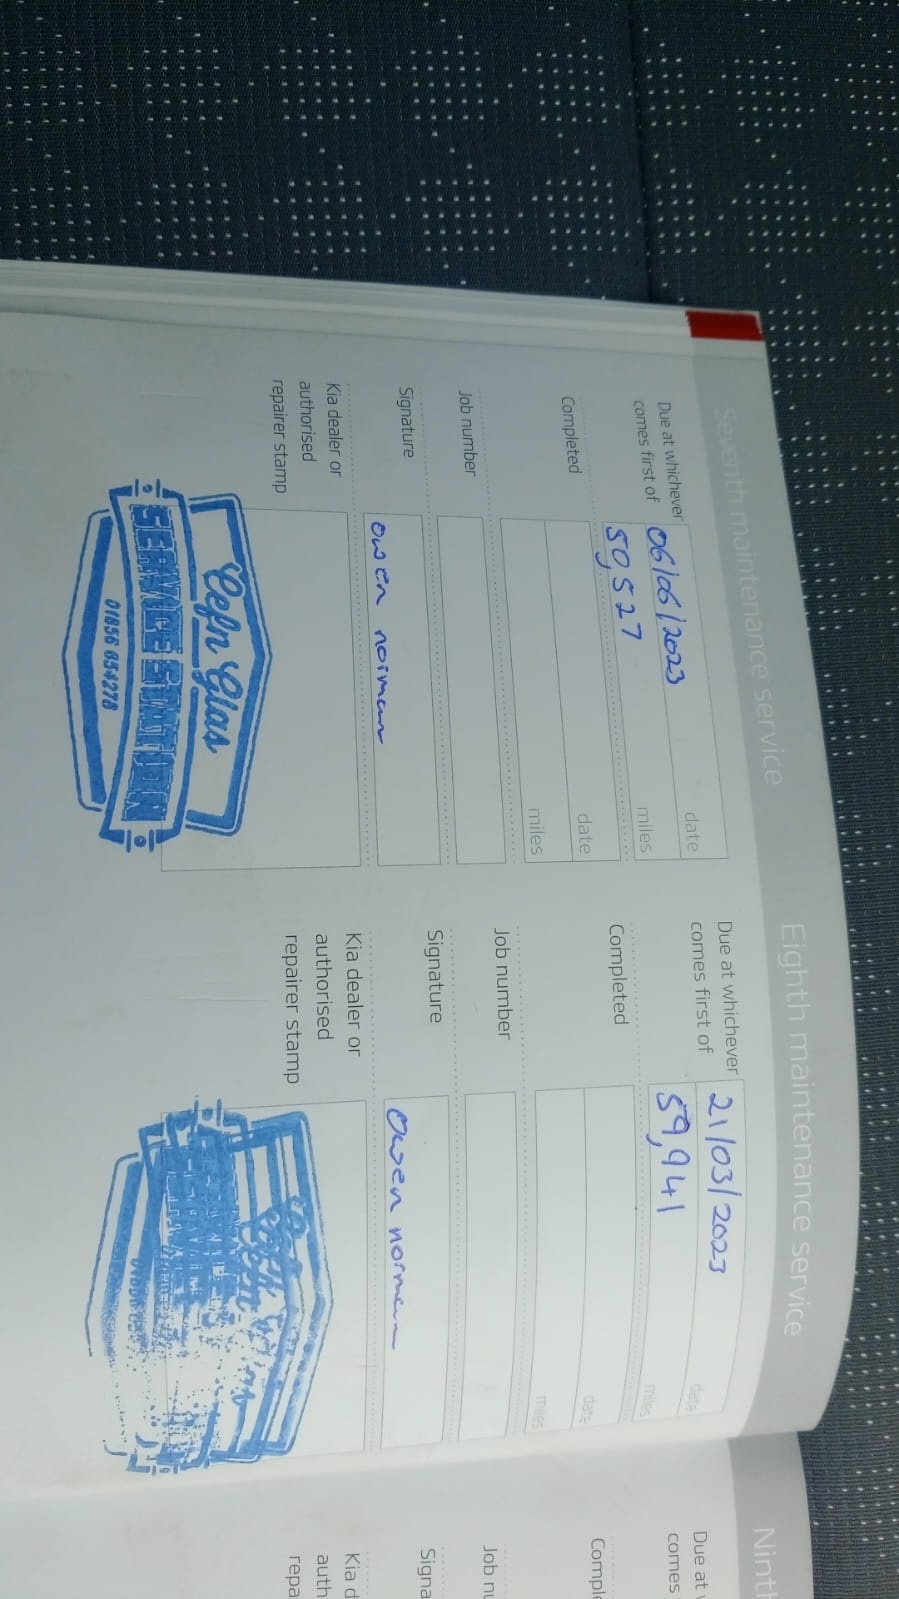 Seventh maintenance service
Due at whichever
comes first of
06/06/2023 date
50,527 miles
Completed
date
miles
Job number
Signature
owen norman
Kia dealer or
authorised
repairer stamp
Cefn Glas
SERVICE STATION
01656 654278
Eighth maintenance service
Due at whichever
comes first of
21/03/2023 date
59,941 miles
Completed
date
miles
Job number
Signature
Owen norman
Kia dealer or
authorised
repairer stamp